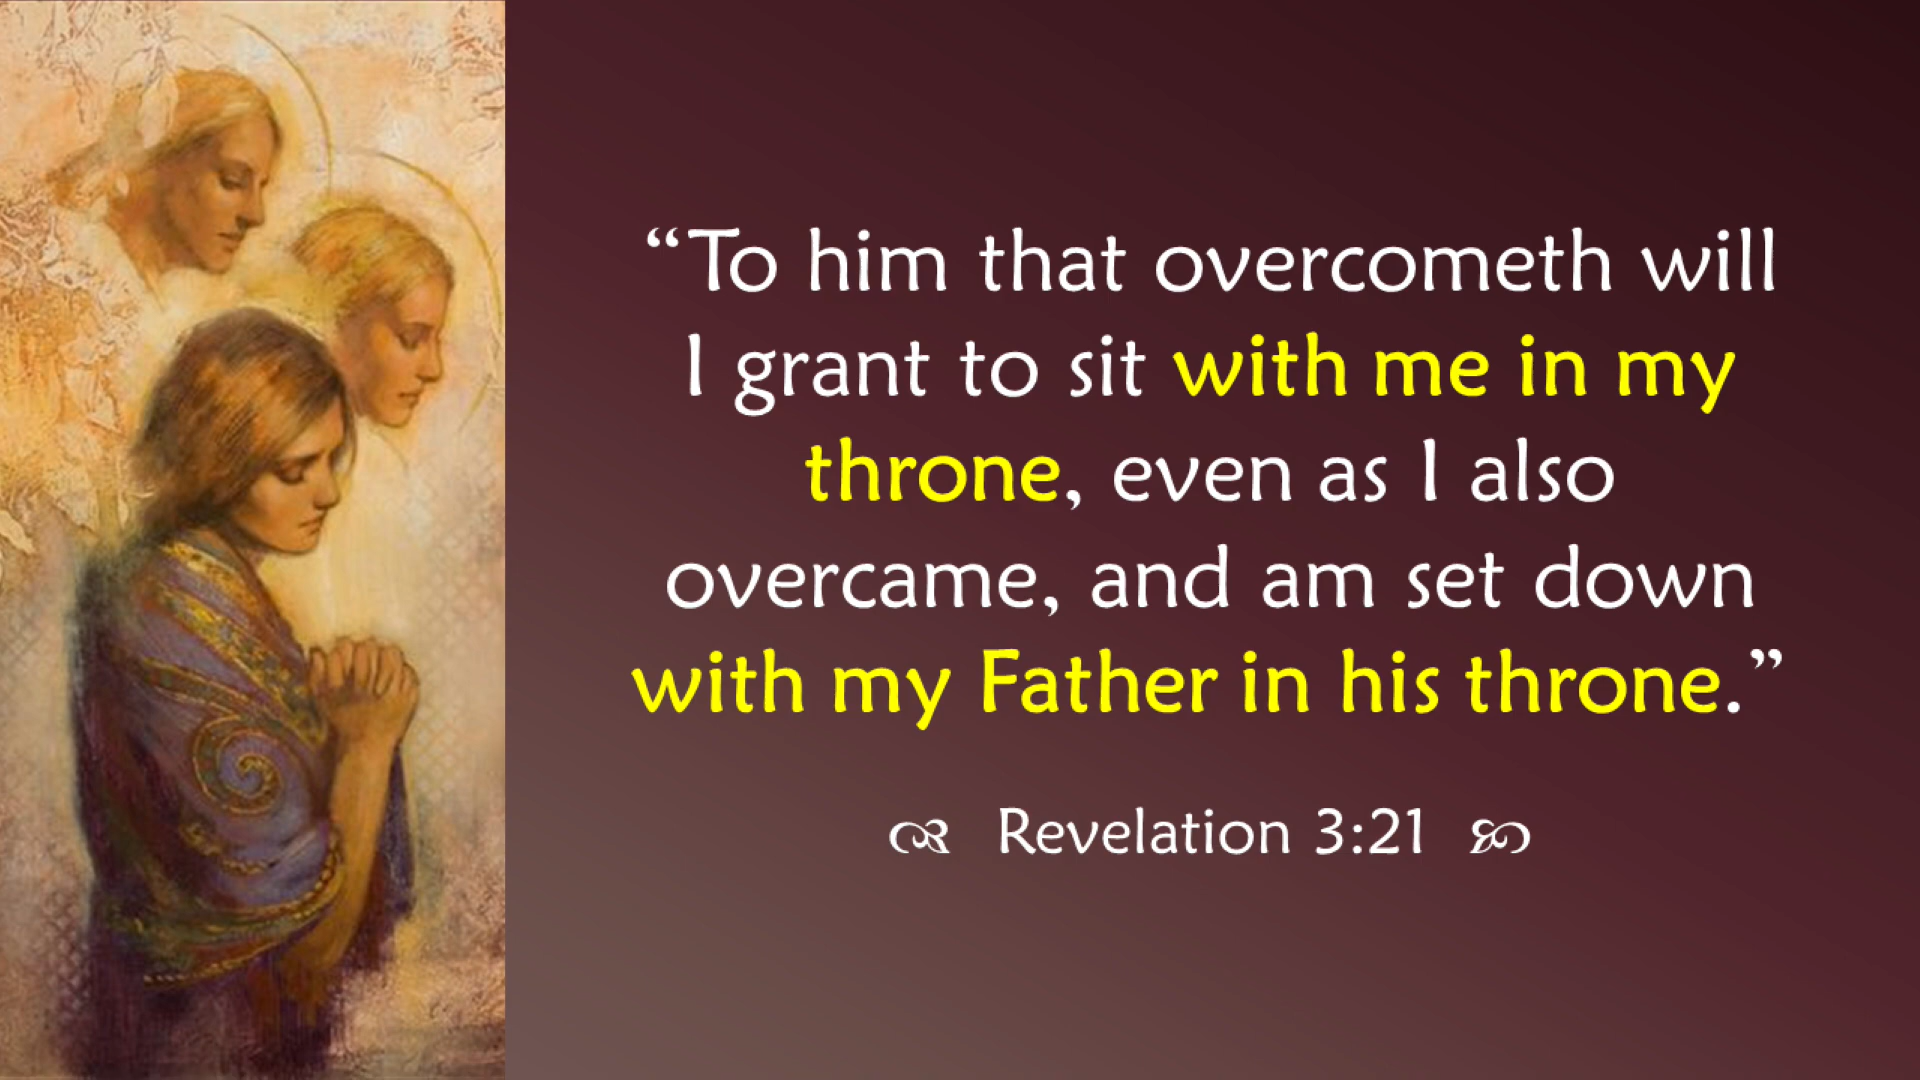 “To him that overcometh will
I grant to sit with me in my
throne, even as I also
overcame, and am set down
with my Father in his throne.”
Revelation 3:21